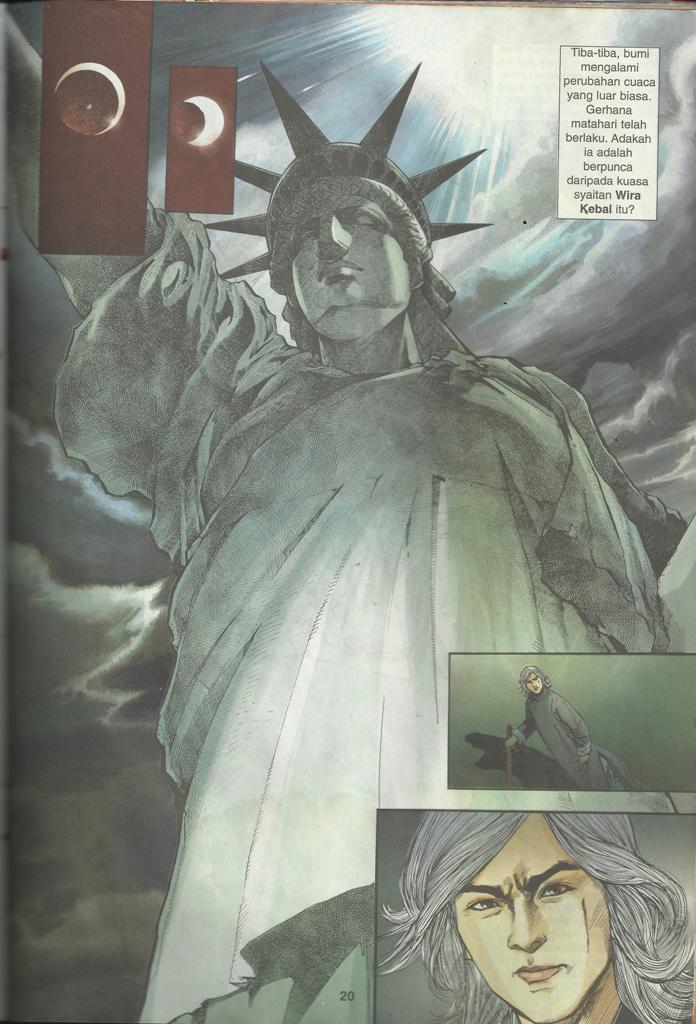 Tiba-tiba, bumi
mengalami
perubahan cuaca
yang luar biasa.
Gerhana
matahari telah
berlaku. Adakah
ia adalah
berpunca
daripada kuasa
syaitan Wira
Kebal itu?
20